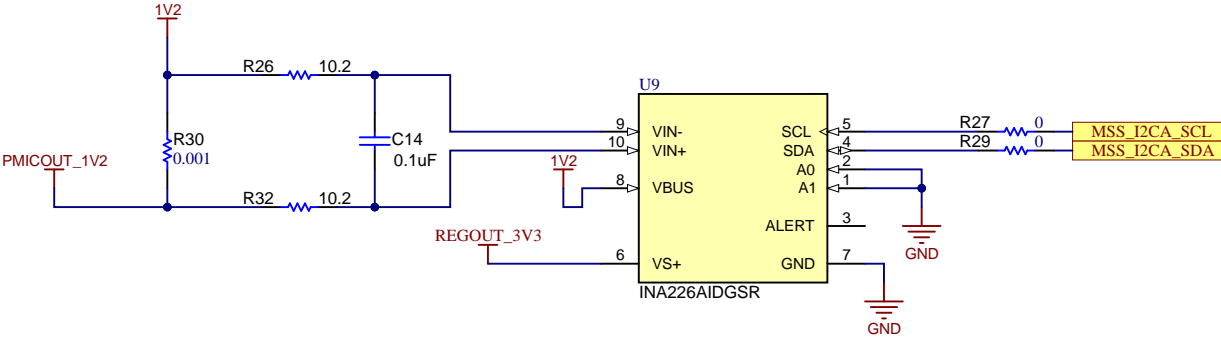 1V2
R26 10.2
U9
R30
0.001
C14
0.1uF
9 VIN-
10 VIN+
SCL 5
SDA 4
R27 0
MSS_I2CA_SCL
R29 0
MSS_I2CA_SDA
PMICOUT_1V2
1V2
8 VBUS
A0 2
A1 1
R32 10.2
ALERT 3
REGOUT_3V3
6 VS+
GND 7
GND
INA226AIDGSR
GND